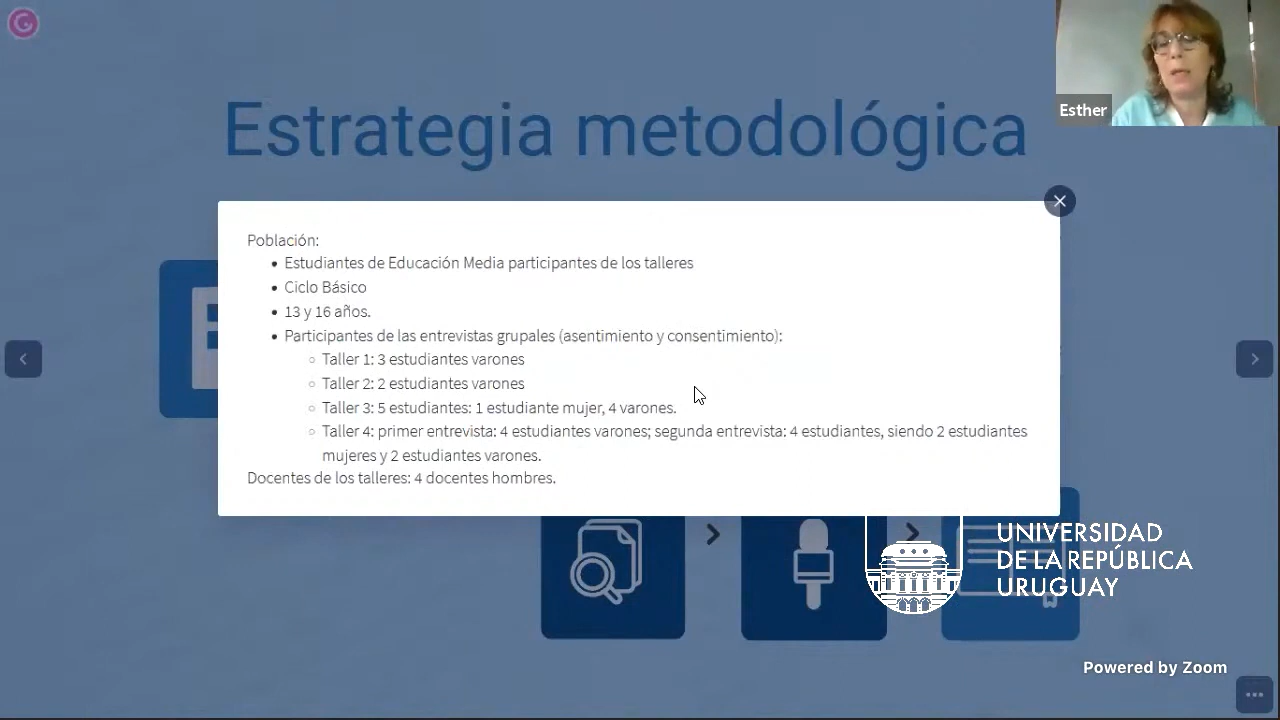 Estrategia metodológica
Esther
Población:
• Estudiantes de Educación Media participantes de los talleres
• Ciclo Básico
• 13 y 16 años.
• Participantes de las entrevistas grupales (asentimiento y consentimiento):
○ Taller 1: 3 estudiantes varones
○ Taller 2: 2 estudiantes varones
○ Taller 3: 5 estudiantes: 1 estudiante mujer, 4 varones.
○ Taller 4: primer entrevista: 4 estudiantes varones; segunda entrevista: 4 estudiantes, siendo 2 estudiantes
mujeres y 2 estudiantes varones.
Docentes de los talleres: 4 docentes hombres.
UNIVERSIDAD
DE LA REPÚBLICA
URUGUAY
Powered by Zoom